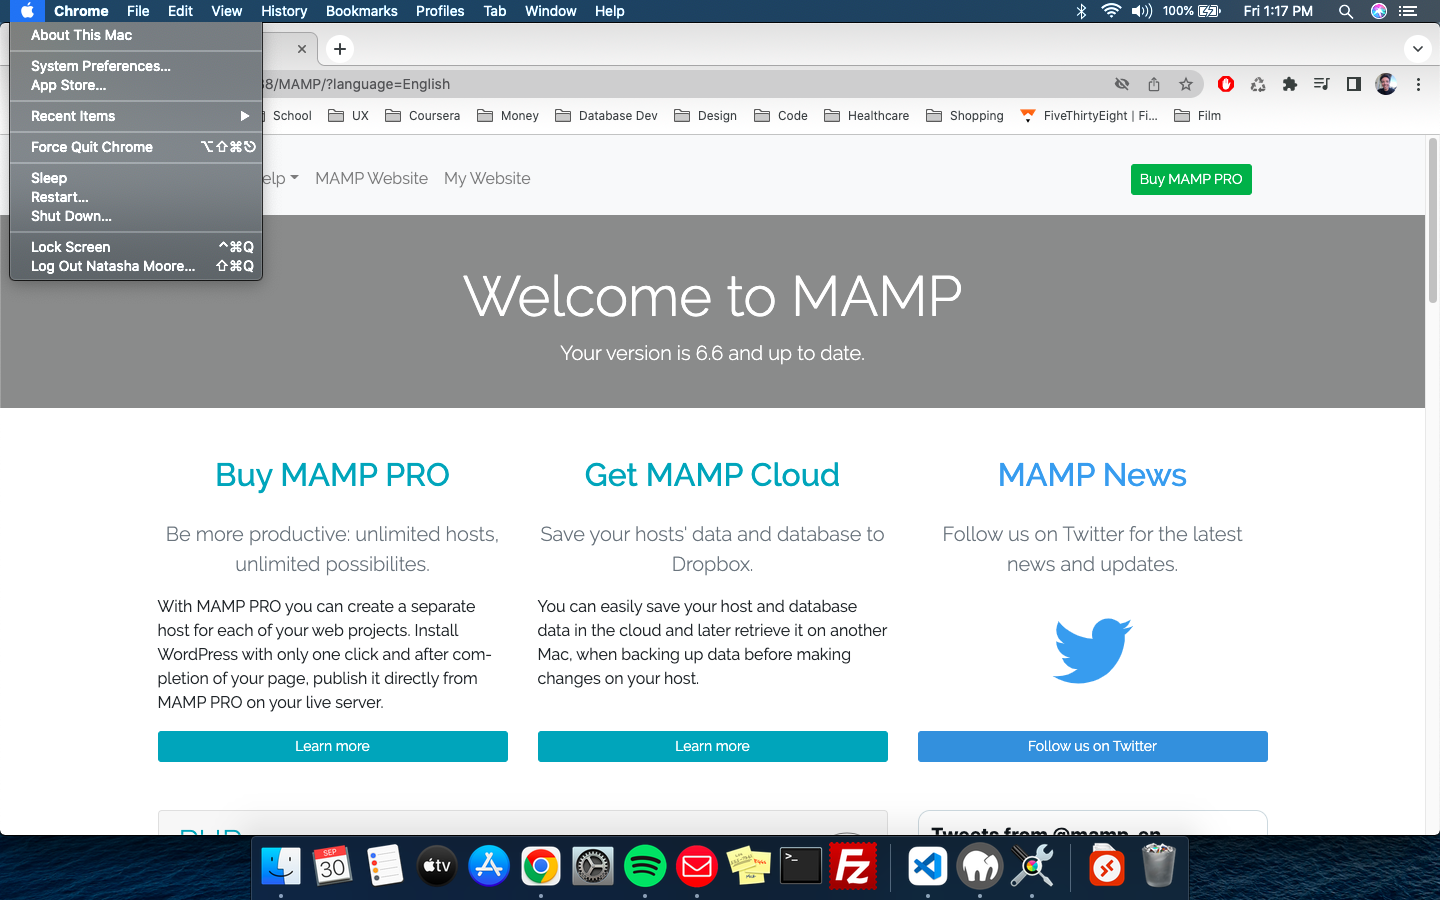 Chrome File Edit View History Bookmarks Profiles Tab Window Help 100% Fri 1:17 PM
About This Mac
System Preferences...
App Store...
Recent Items
Force Quit Chrome ⌥⇧⌘⎋
Sleep
Restart...
Shut Down...
Lock Screen ^⌘Q
Log Out Natasha Moore... ⇧⌘Q
38/MAMP/?language=English
School UX Coursera Money Database Dev Design Code Healthcare Shopping FiveThirtyEight | Fi... Film
elp MAMP Website My Website Buy MAMP PRO
Welcome to MAMP
Your version is 6.6 and up to date.
Buy MAMP PRO
Be more productive: unlimited hosts,
unlimited possibilites.
With MAMP PRO you can create a separate
host for each of your web projects. Install
WordPress with only one click and after com-
pletion of your page, publish it directly from
MAMP PRO on your live server.
Learn more
Get MAMP Cloud
Save your hosts' data and database to
Dropbox.
You can easily save your host and database
data in the cloud and later retrieve it on another
Mac, when backing up data before making
changes on your host.
Learn more
MAMP News
Follow us on Twitter for the latest
news and updates.
Follow us on Twitter
PHP
Tweets from @mamp_en
SEP
30
tv
>_
FZ